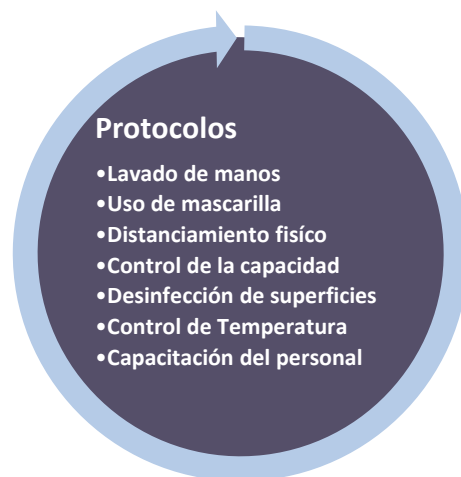 Protocolos
•Lavado de manos
•Uso de mascarilla
•Distanciamiento fisíco
•Control de la capacidad
•Desinfección de superficies
•Control de Temperatura
•Capacitación del personal